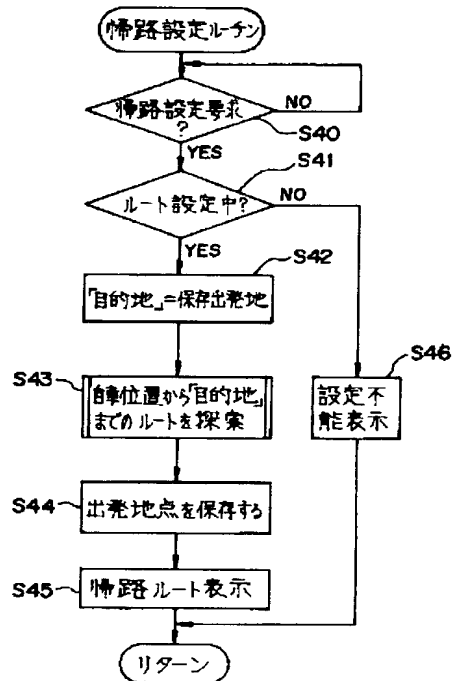 帰路設定ルーチン
帰路設定要求
?
NO
S40
YES
S41
ルート設定中?
NO
YES
S42
「目的地」=保存出発地
S43
自車位置から「目的地」
までのルートを探索
S46
設定不
能表示
S44
出発地点を保存する
S45
帰路ルート表示
リターン